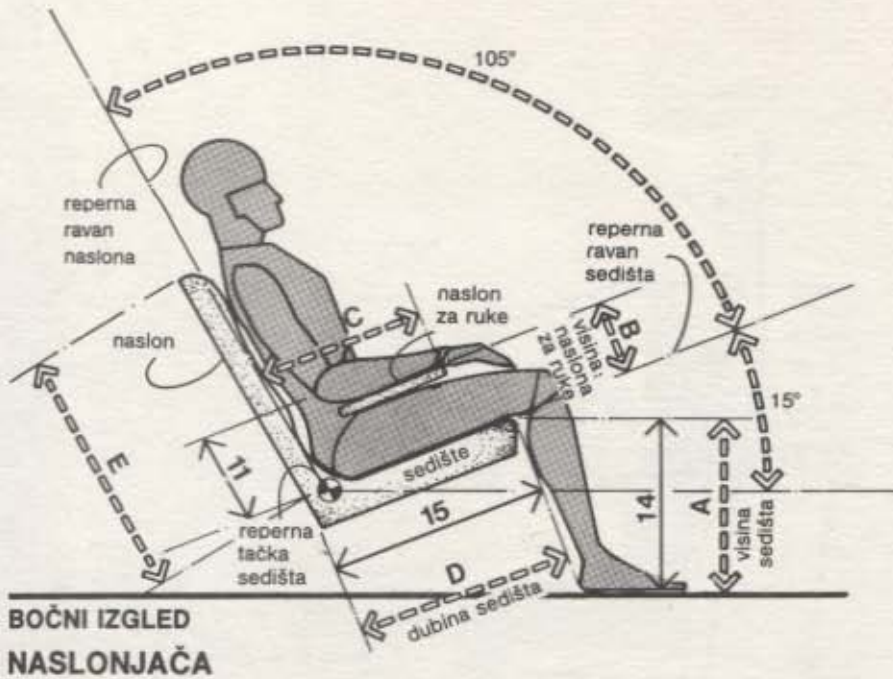 105°
reperna
ravan
naslona
reperna
ravan
sedišta
naslon
za ruke
C
B
visina:
naslona
za ruke
naslon
15°
E
11
sedište
15
14
A
visina
sedišta
reperna
tačka
sedišta
D
dubina sedišta
BOČNI IZGLED
NASLONJAČA